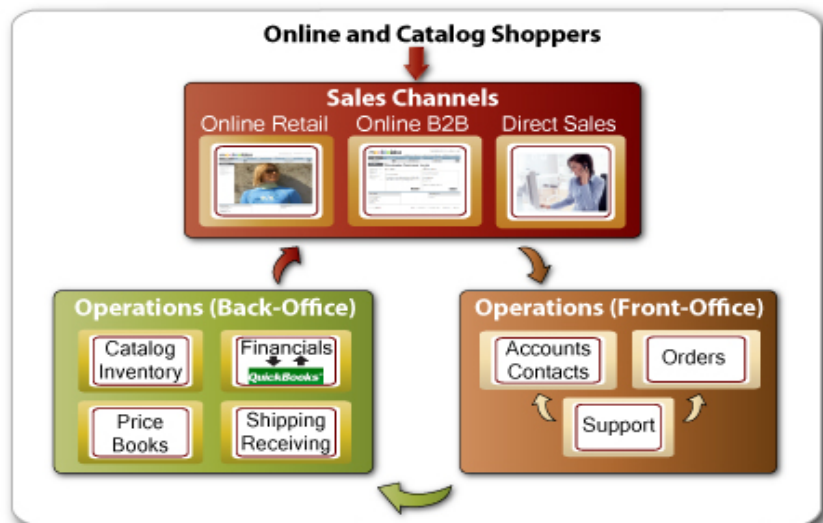 Online and Catalog Shoppers
Sales Channels
Online Retail
Online B2B
Direct Sales
Operations (Back-Office)
Catalog
Inventory
Financials
QuickBooks
Price
Books
Shipping
Receiving
Operations (Front-Office)
Accounts
Contacts
Orders
Support